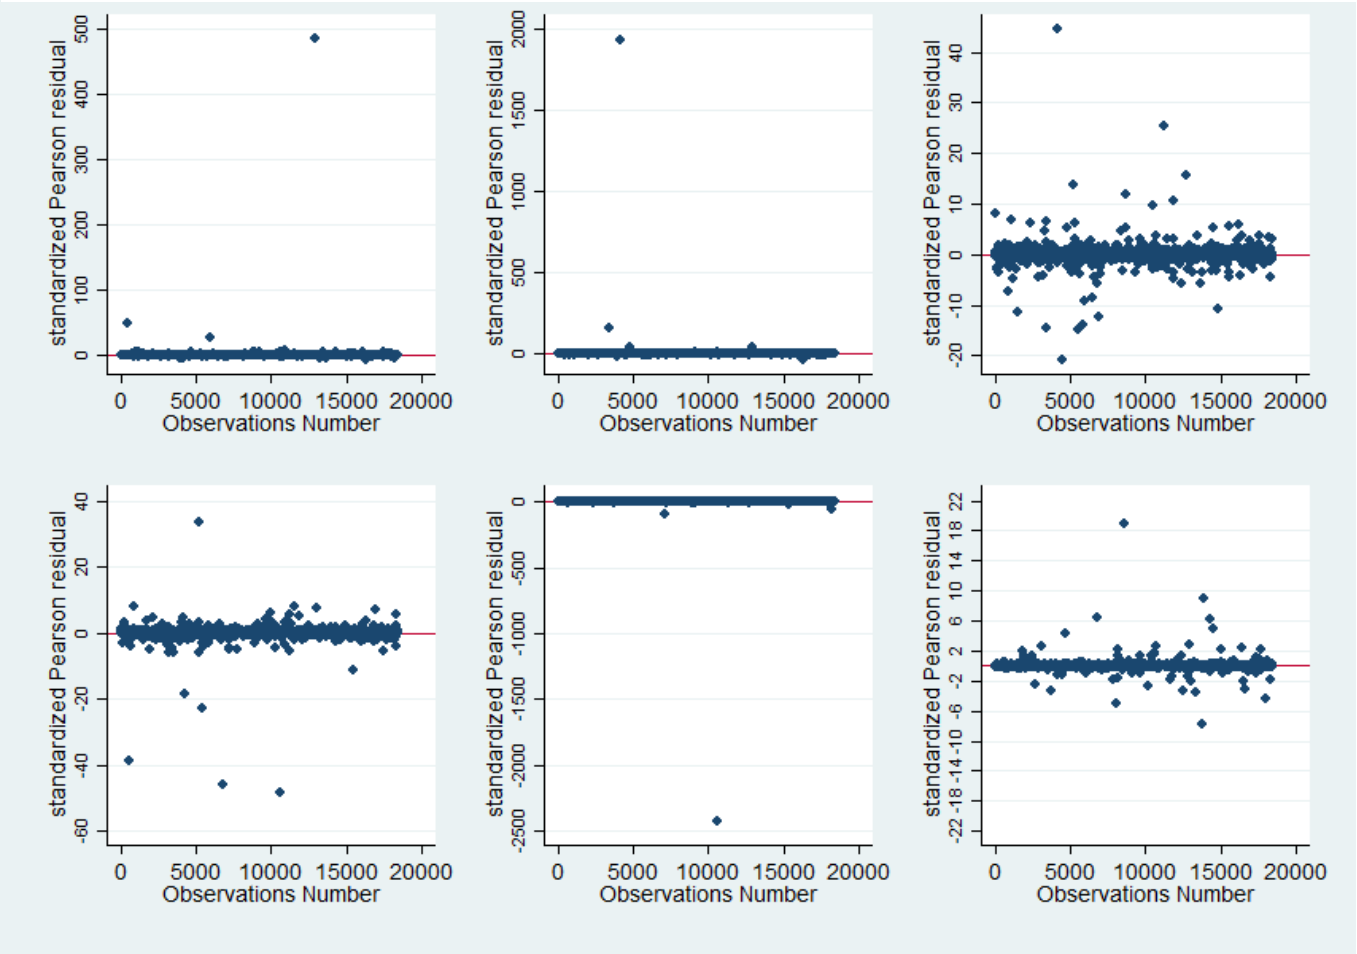 standardized Pearson residual
500
400
300
200
100
0
0 5000 10000 15000 20000
Observations Number
standardized Pearson residual
2000
1500
1000
500
0
0 5000 10000 15000 20000
Observations Number
standardized Pearson residual
40
30
20
10
0
-10
-20
0 5000 10000 15000 20000
Observations Number
standardized Pearson residual
40
20
0
-20
-40
-60
0 5000 10000 15000 20000
Observations Number
standardized Pearson residual
0
-500
-1000
-1500
-2000
-2500
0 5000 10000 15000 20000
Observations Number
standardized Pearson residual
22
18
14
10
6
2
-2
-6
-10
-14
-18
-22
0 5000 10000 15000 20000
Observations Number